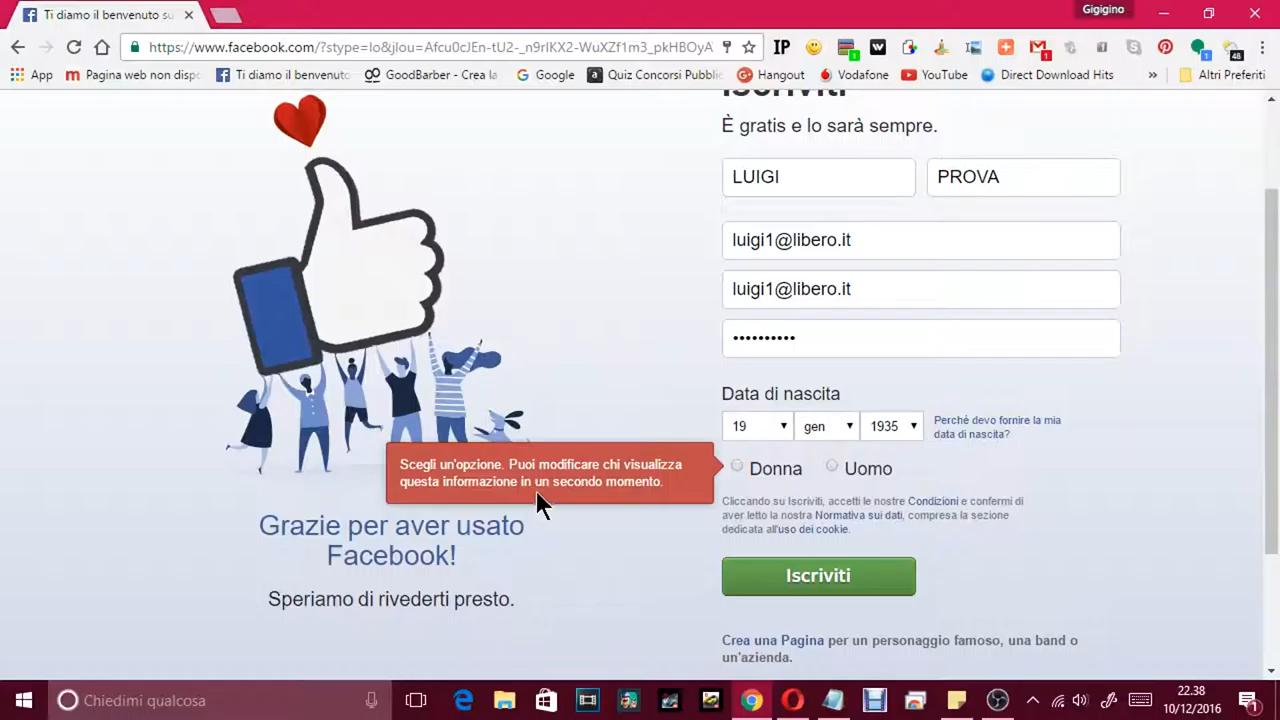 Ti diamo il benvenuto su
Gigigino
https://www.facebook.com/?stype=lo&jlou=Afcu0cJEn-tU2-_n9rIKX2-WuXZf1m3_pkHBOyA
IP
App
Pagina web non disp
Ti diamo il benvenuto
GoodBarber - Crea la
Google
Quiz Concorsi Pubbli
Hangout
Vodafone
YouTube
Direct Download Hits
»
Altri Preferiti
Iscriviti
È gratis e lo sarà sempre.
LUIGI
PROVA
luigi1@libero.it
luigi1@libero.it
••••••••••
Data di nascita
19 gen 1935
Perché devo fornire la mia
data di nascita?
Scegli un'opzione. Puoi modificare chi visualizza
questa informazione in un secondo momento.
Donna Uomo
Cliccando su Iscriviti, accetti le nostre Condizioni e confermi di
aver letto la nostra Normativa sui dati, compresa la sezione
dedicata all'uso dei cookie.
Grazie per aver usato
Facebook!
Speriamo di rivederti presto.
Iscriviti
Crea una Pagina per un personaggio famoso, una band o
un'azienda.
Chiedimi qualcosa
22.38
10/12/2016